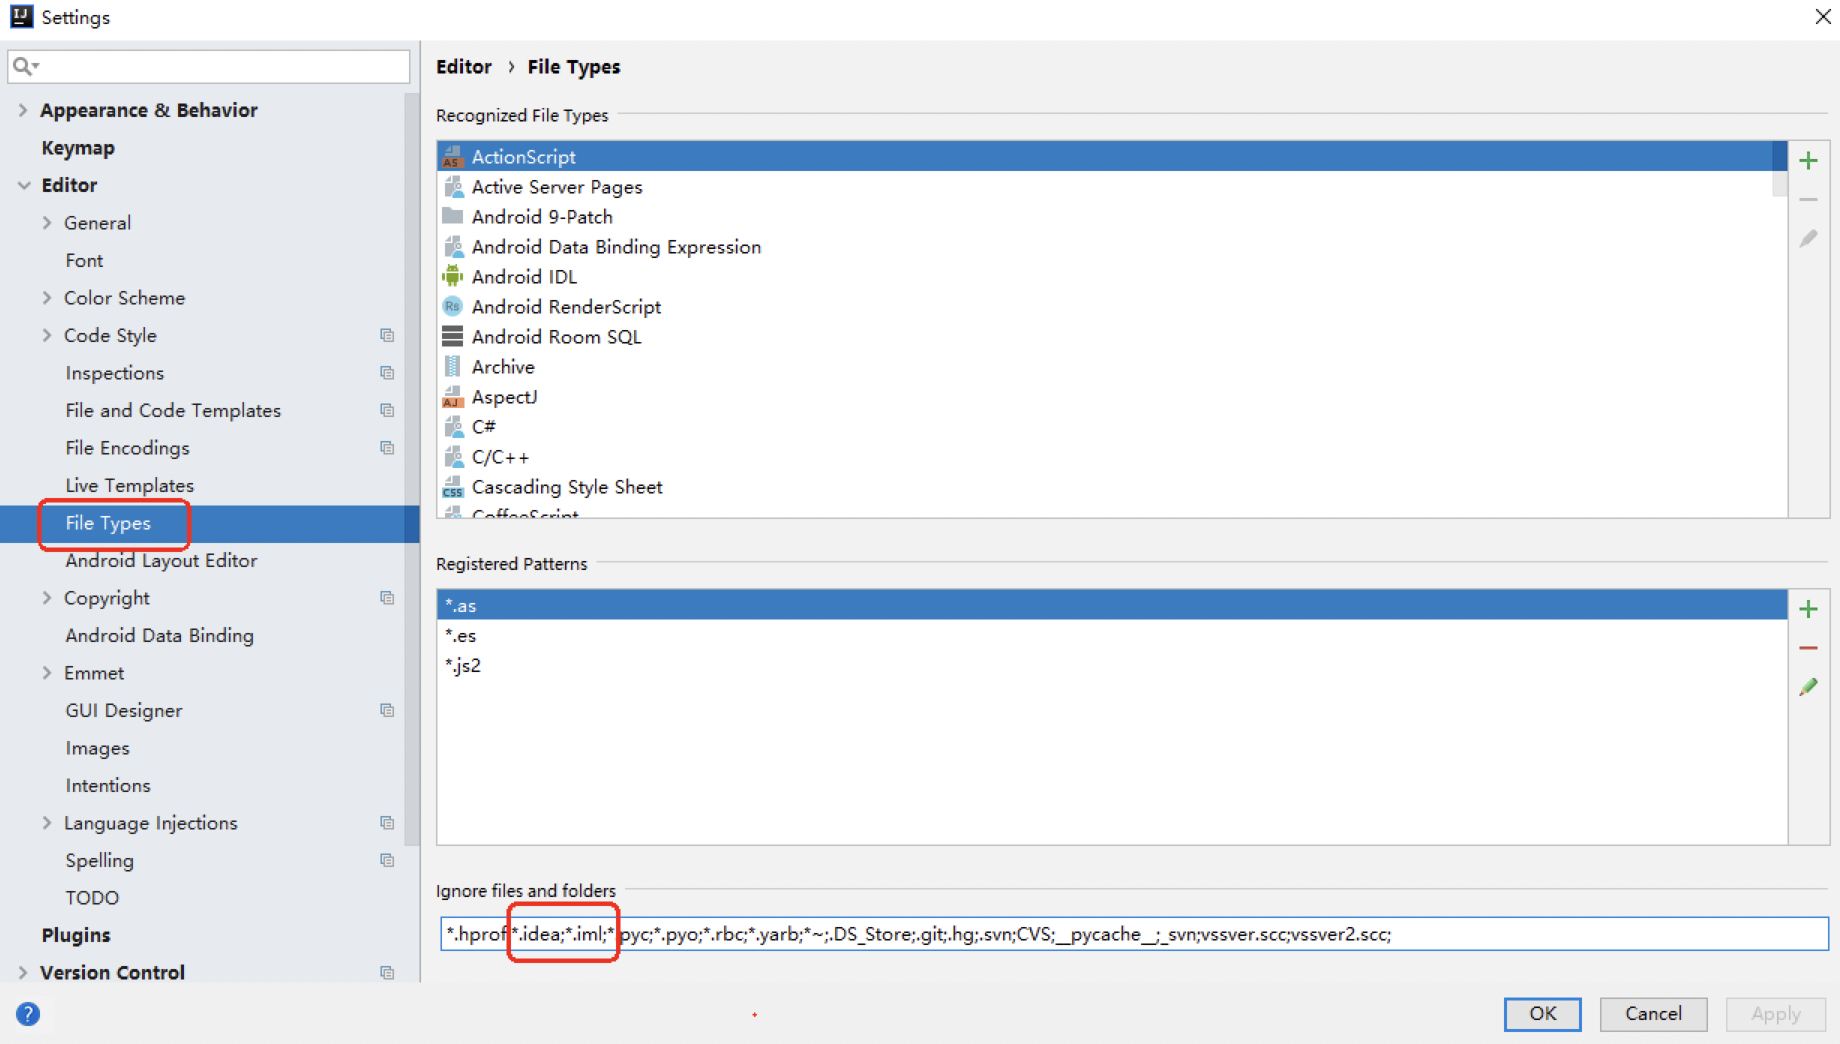 Settings
Appearance & Behavior
Keymap
Editor
General
Font
Color Scheme
Code Style
Inspections
File and Code Templates
File Encodings
Live Templates
File Types
Android Layout Editor
Copyright
Android Data Binding
Emmet
GUI Designer
Images
Intentions
Language Injections
Spelling
TODO
Plugins
Version Control
Editor › File Types
Recognized File Types
ActionScript
Active Server Pages
Android 9-Patch
Android Data Binding Expression
Android IDL
Android RenderScript
Android Room SQL
Archive
AspectJ
C#
C/C++
Cascading Style Sheet
CoffeeScript
Registered Patterns
*.as
*.es
*.js2
Ignore files and folders
*.hprof;*.idea;*.iml;*.pyc;*.pyo;*.rbc;*.yarb;*~;.DS_Store;.git;.hg;.svn;CVS;__pycache__;_svn;vssver.scc;vssver2.scc;
OK
Cancel
Apply